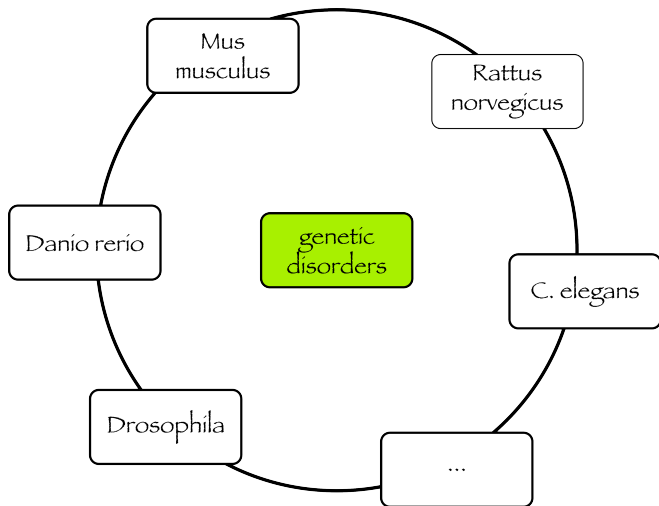 Mus
musculus
Rattus
norvegicus
Danio rerio
genetic
disorders
C. elegans
Drosophila
...